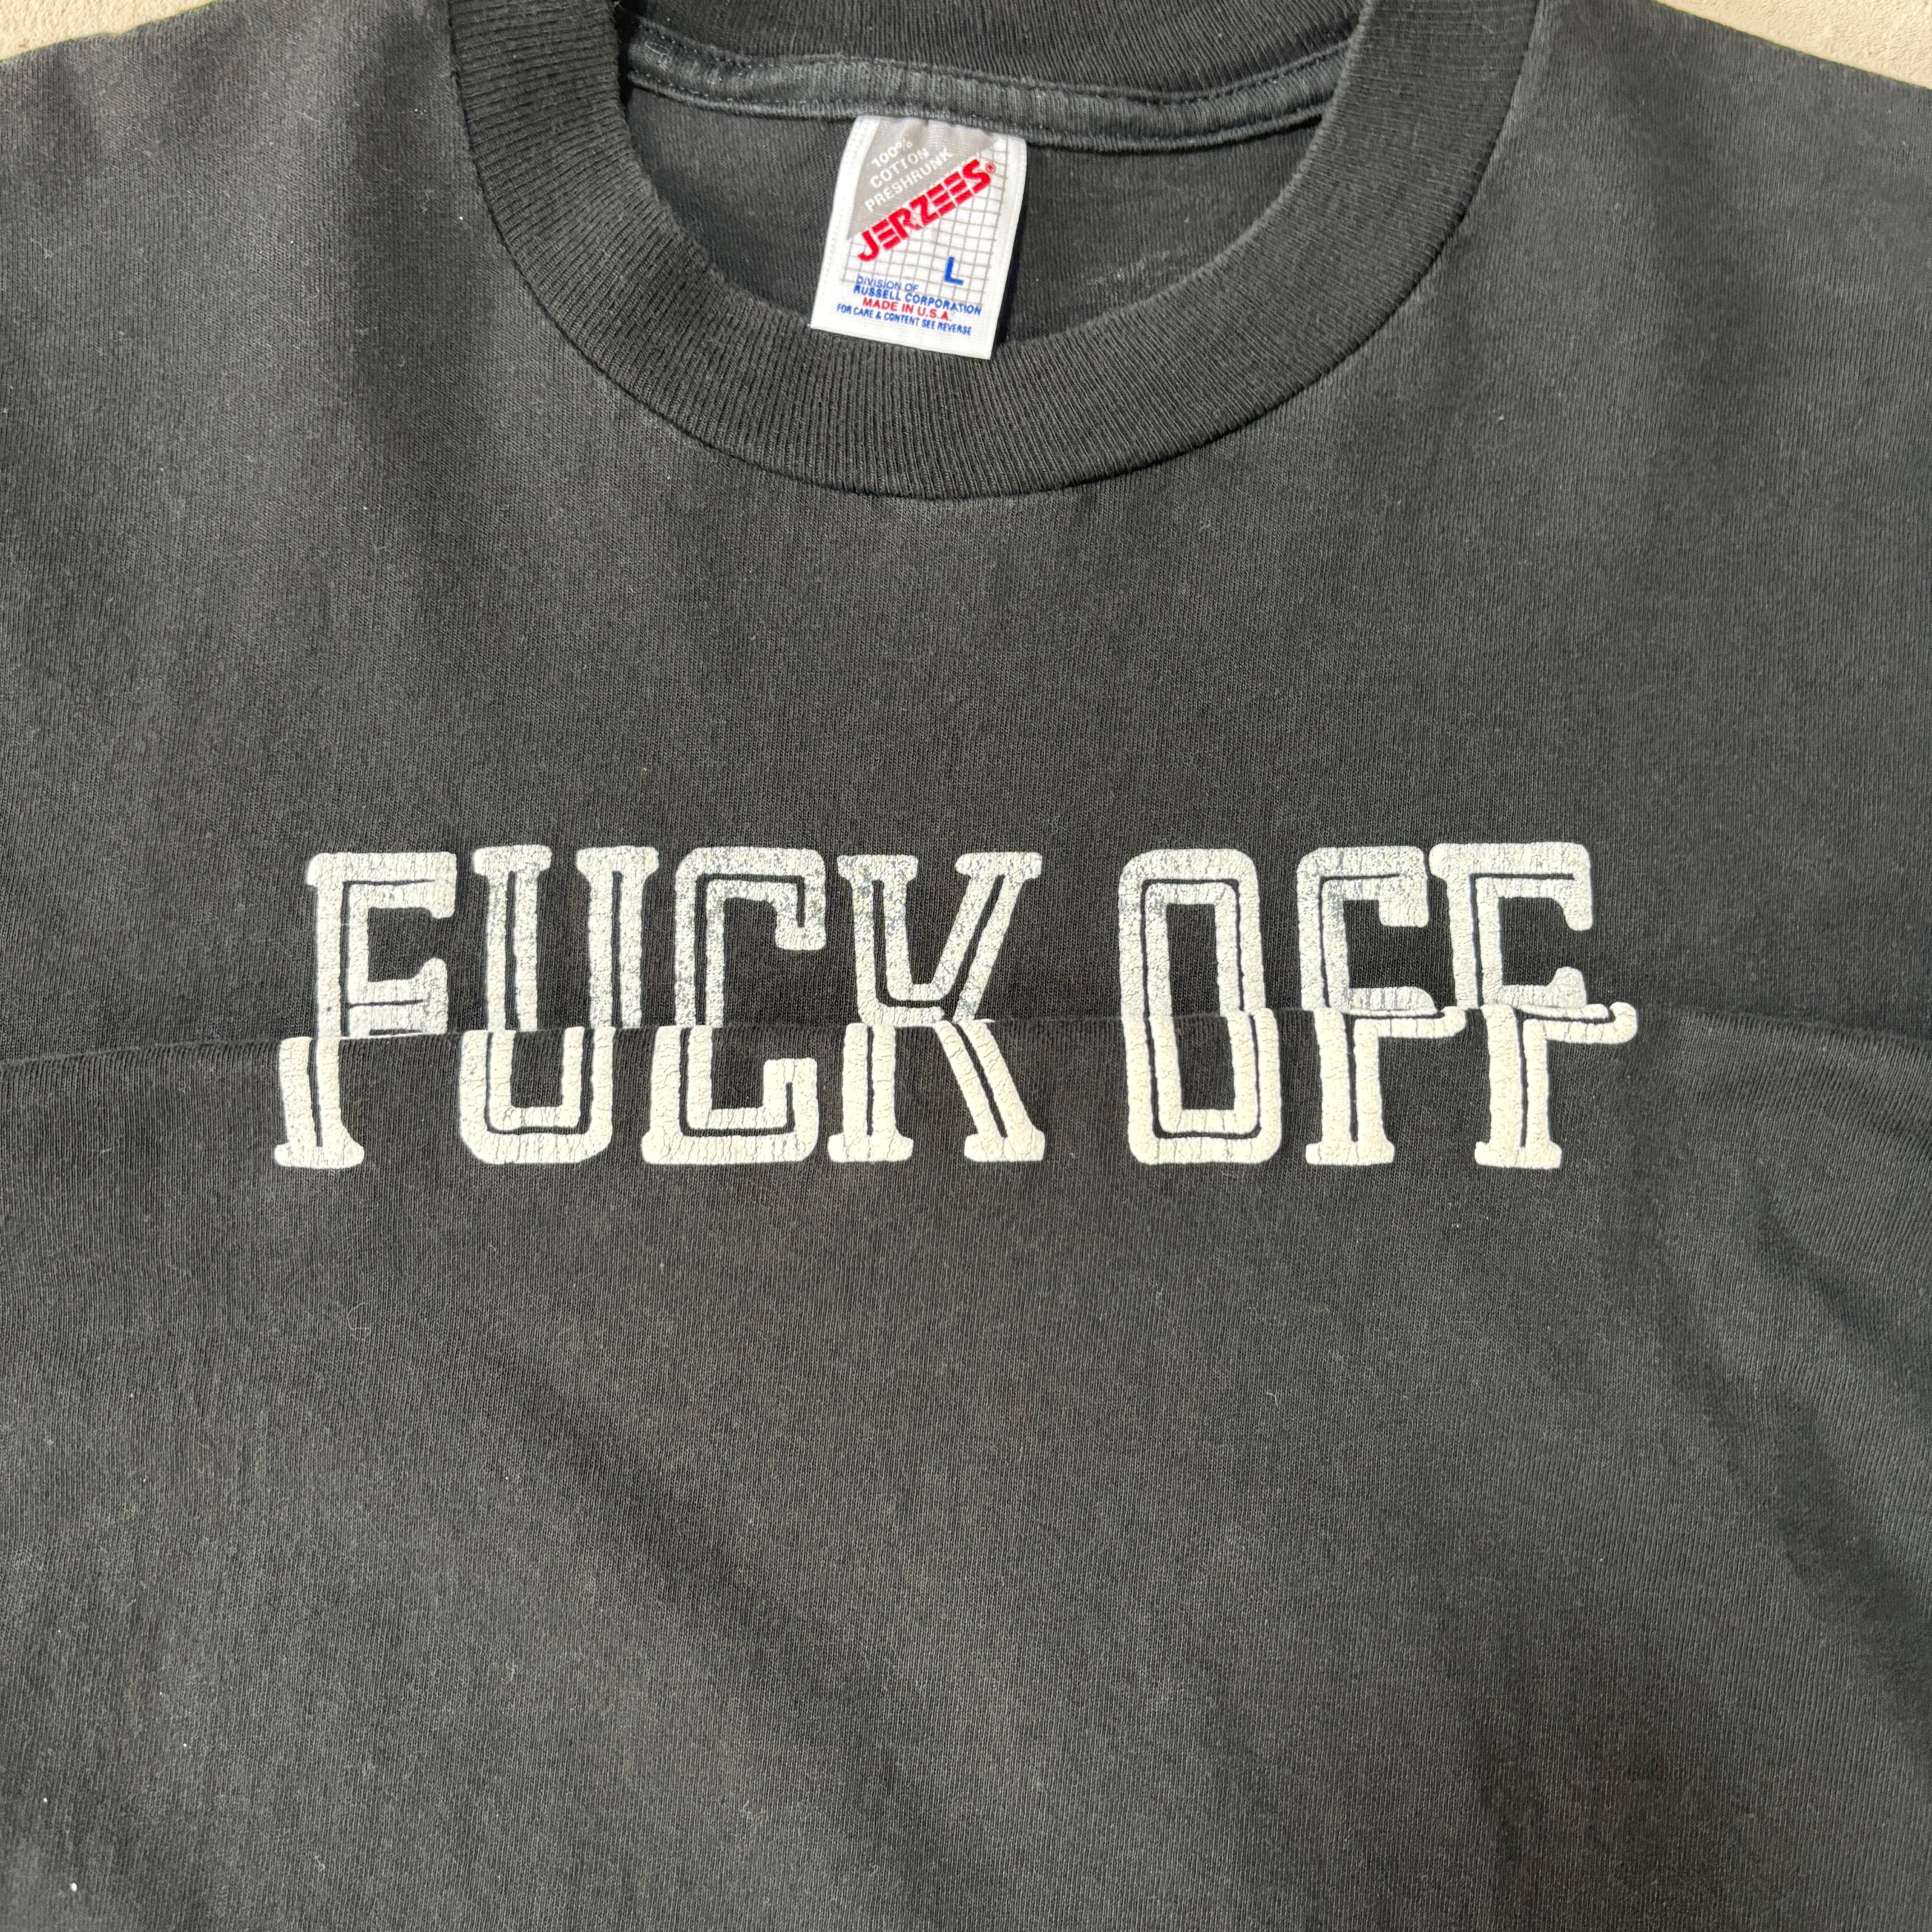 100%
COTTON
PRESHRUNK
JERZEES®
L
DIVISION OF
RUSSELL CORPORATION
MADE IN U.S.A.
FOR CARE & CONTENT SEE REVERSE
FUCK OFF